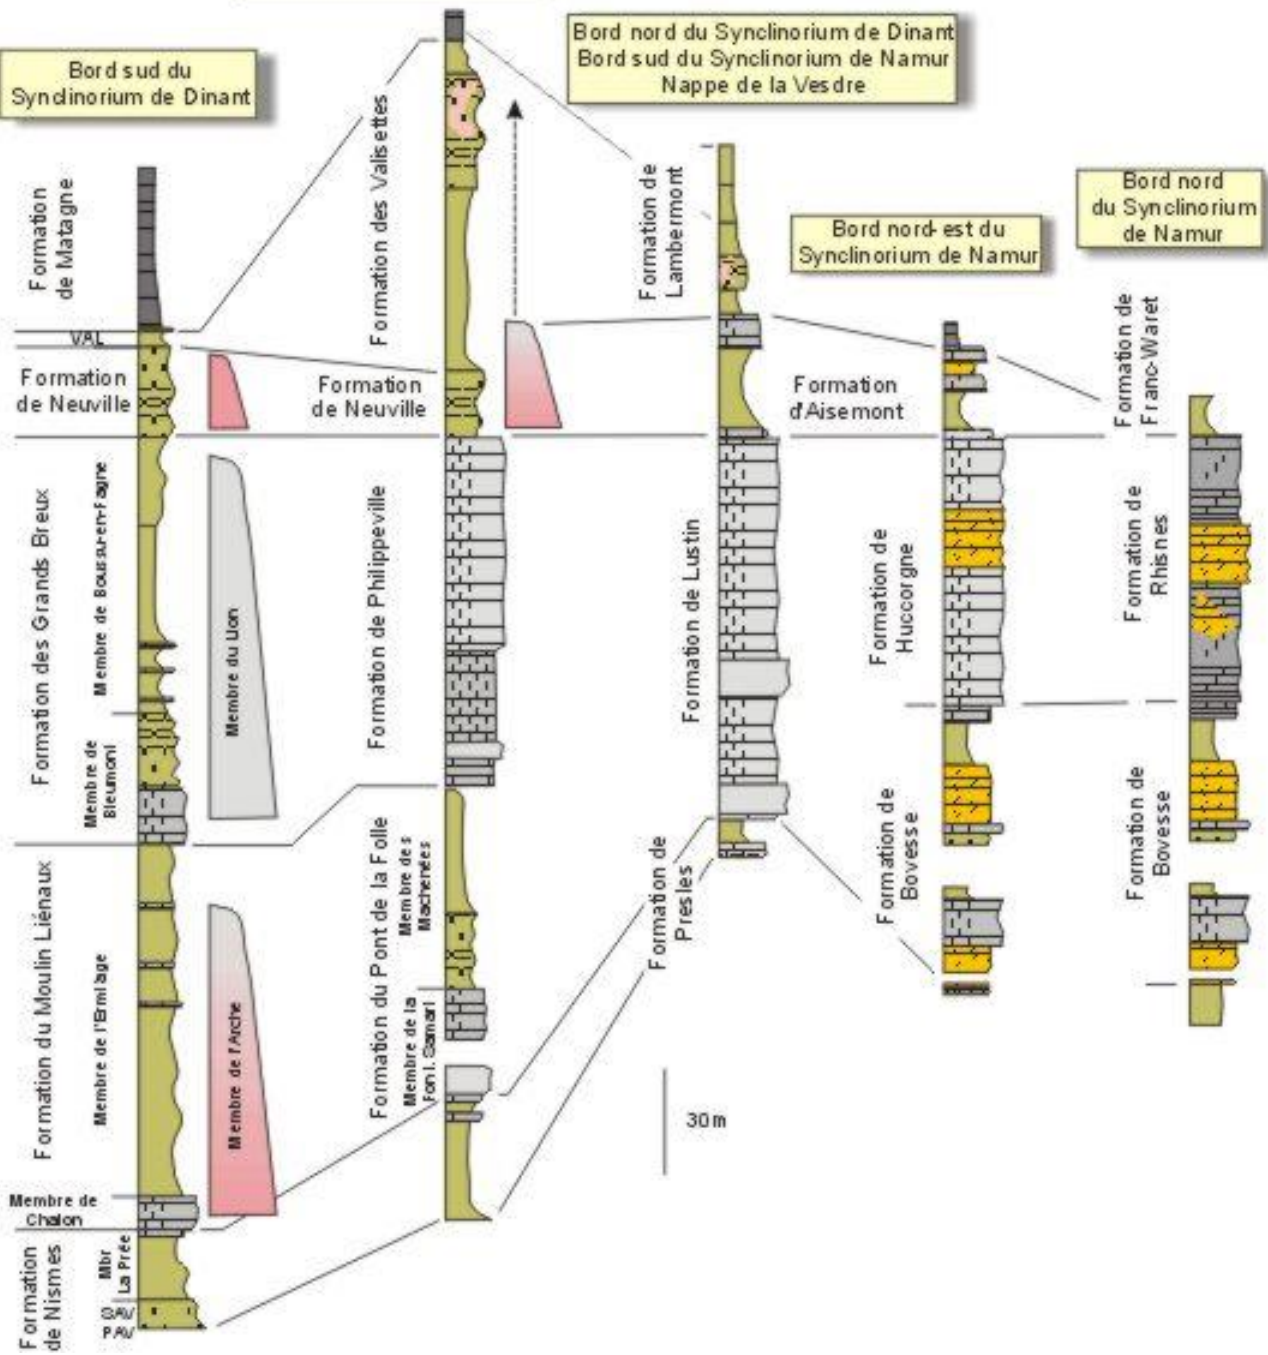 Bord sud du
Synclinorium de Dinant
Bord nord du Synclinorium de Dinant
Bord sud du Synclinorium de Namur
Nappe de la Vesdre
Bord nord-est du
Synclinorium de Namur
Bord nord
du Synclinorium
de Namur
Formation
de Matagne
VAL
Formation
de Neuville
Formation des Grands Breux
Membre de Boussu-en-Fagne
Membre de
Bieumont
Membre du Lion
Formation du Moulin Liénaux
Membre de l'Ermitage
Membre de l'Arche
Membre de
Chalon
Formation
de Nismes
Mbr
La Prée
SAV
PAV
Formation des Valisettes
Formation
de Neuville
Formation de Philippeville
Formation du Pont de la Folle
Membre des
Machenées
Membre de la
Font. Samart
Formation de
Lambermont
Formation
d'Aisemont
Formation de Lustin
Formation de
Presles
30m
Formation de
Huccorgne
Formation de
Bovesse
Formation de
Franc-Waret
Formation de
Rhisnes
Formation de
Bovesse